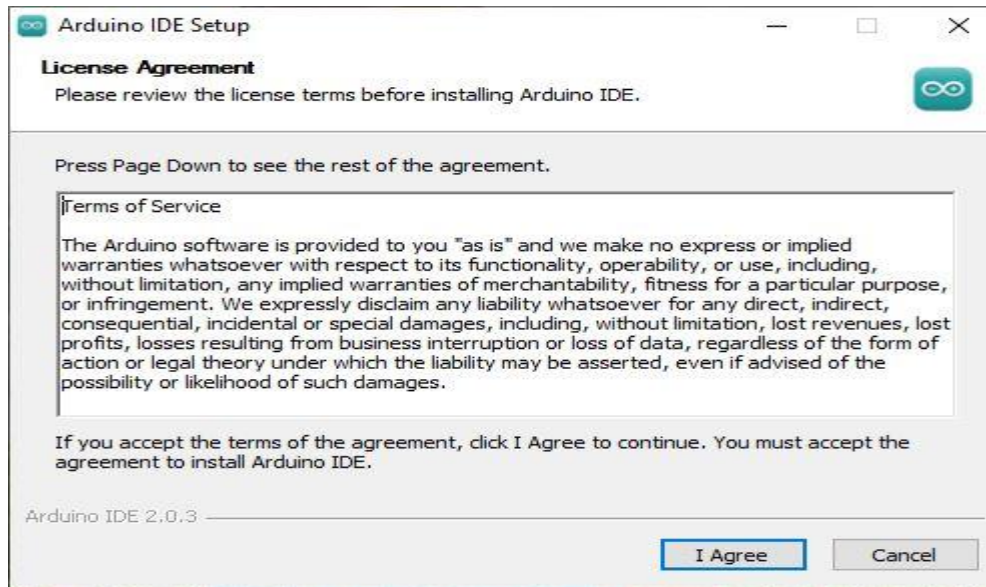 Arduino IDE Setup
License Agreement
Please review the license terms before installing Arduino IDE.
Press Page Down to see the rest of the agreement.
Terms of Service
The Arduino software is provided to you "as is" and we make no express or implied
warranties whatsoever with respect to its functionality, operability, or use, including,
without limitation, any implied warranties of merchantability, fitness for a particular purpose,
or infringement. We expressly disclaim any liability whatsoever for any direct, indirect,
consequential, incidental or special damages, including, without limitation, lost revenues, lost
profits, losses resulting from business interruption or loss of data, regardless of the form of
action or legal theory under which the liability may be asserted, even if advised of the
possibility or likelihood of such damages.
If you accept the terms of the agreement, click I Agree to continue. You must accept the
agreement to install Arduino IDE.
Arduino IDE 2.0.3
I Agree Cancel